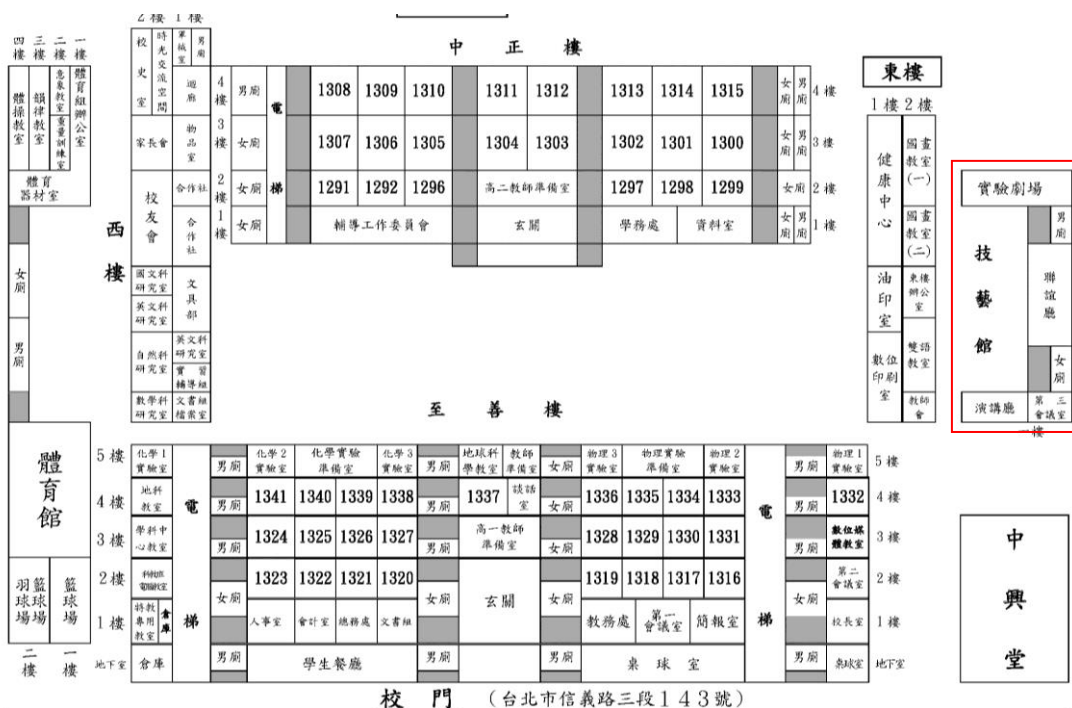 2樓 1樓
校史室
時光交流空間
軍械室
男廁
中正樓
四樓 三樓 二樓 一樓
體操教室
韻律教室
意象教室 重量訓練室
體育組辦公室
體育器材室
女廁
男廁
西樓
迴廊
家長會
物品室
校友會
合作社
合作社
國文科研究室
英文科研究室
文具部
自然科研究室
英文科研究室
實習輔導組
數學科研究室
文書組檔案室
4樓 男廁 電梯 1308 1309 1310 1311 1312 1313 1314 1315 女廁 男廁 4樓
3樓 女廁 1307 1306 1305 1304 1303 1302 1301 1300 女廁 男廁 3樓
2樓 女廁 1291 1292 1296 高二教師準備室 1297 1298 1299 女廁 2樓
1樓 女廁 輔導工作委員會 玄關 學務處 資料室 女廁 男廁 1樓
東樓
1樓 2樓
健康中心
國畫教室(一)
國畫教室(二)
油印室
東樓辦公室
數位印刷室
雙語教室
教師會
實驗劇場
技藝館
男廁
聯誼廳
女廁
演講廳
第三會議室
一樓
至善樓
5樓 化學1實驗室 男廁 化學2實驗室 化學實驗準備室 化學3實驗室 男廁 地球科學教室 教師準備室 女廁 物理3實驗室 物理實驗準備室 物理2實驗室 男廁 物理1實驗室 5樓
4樓 地科教室 電梯 男廁 1341 1340 1339 1338 男廁 1337 談話室 女廁 1336 1335 1334 1333 電梯 男廁 1332 4樓
3樓 學科中心教室 男廁 1324 1325 1326 1327 男廁 高一教師準備室 女廁 1328 1329 1330 1331 男廁 數位媒體教室 3樓
2樓 女廁 1323 1322 1321 1320 女廁 玄關 女廁 1319 1318 1317 1316 女廁 第二會議室 2樓
1樓 特教專用教室 倉庫 人事室 會計室 總務處 文書組 教務處 第一會議室 簡報室 校長室 1樓
地下室 倉庫 男廁 學生餐廳 男廁 女廁 桌球室 男廁 桌球室 地下室
體育館
羽球場 籃球場 籃球場
二樓 一樓
中興堂
校門 (台北市信義路三段143號)